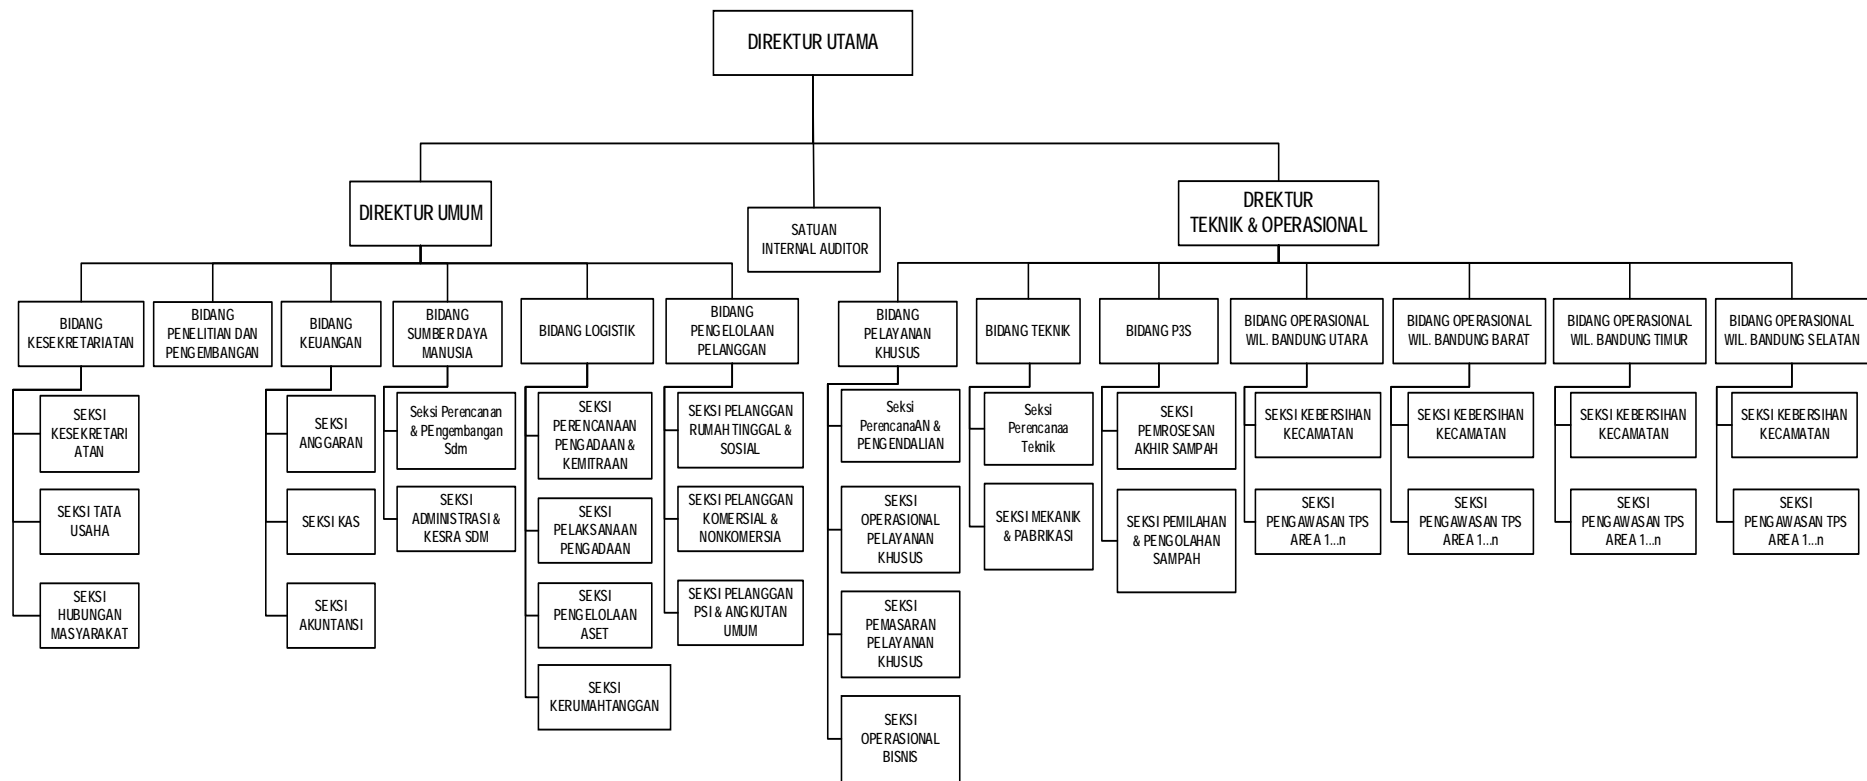 DIREKTUR UTAMA
DIREKTUR UMUM
SATUAN
INTERNAL AUDITOR
DREKTUR
TEKNIK & OPERASIONAL
BIDANG
KESEKRETARIATAN
BIDANG
PENELITIAN DAN
PENGEMBANGAN
BIDANG
KEUANGAN
BIDANG
SUMBER DAYA
MANUSIA
BIDANG LOGISTIK
BIDANG
PENGELOLAAN
PELANGGAN
BIDANG
PELAYANAN
KHUSUS
BIDANG TEKNIK
BIDANG P3S
BIDANG OPERASIONAL
WIL. BANDUNG UTARA
BIDANG OPERASIONAL
WIL. BANDUNG BARAT
BIDANG OPERASIONAL
WIL. BANDUNG TIMUR
BIDANG OPERASIONAL
WIL. BANDUNG SELATAN
SEKSI
KESEKRETARI
ATAN
SEKSI TATA
USAHA
SEKSI
HUBUNGAN
MASYARAKAT
SEKSI
ANGGARAN
SEKSI KAS
SEKSI
AKUNTANSI
Seksi Perencanan
& PEngembangan
Sdm
SEKSI
ADMINISTRASI &
KESRA SDM
SEKSI
PERENCANAAN
PENGADAAN &
KEMITRAAN
SEKSI
PELAKSANAAN
PENGADAAN
SEKSI
PENGELOLAAN
ASET
SEKSI
KERUMAHTANGGAN
SEKSI PELANGGAN
RUMAH TINGGAL &
SOSIAL
SEKSI PELANGGAN
KOMERSIAL &
NONKOMERSIA
SEKSI PELANGGAN
PSI & ANGKUTAN
UMUM
Seksi
PerencanaAN &
PENGENDALIAN
SEKSI
OPERASIONAL
PELAYANAN
KHUSUS
SEKSI
PEMASARAN
PELAYANAN
KHUSUS
SEKSI
OPERASIONAL
BISNIS
Seksi
Perencanaa
Teknik
SEKSI MEKANIK
& PABRIKASI
SEKSI
PEMROSESAN
AKHIR SAMPAH
SEKSI PEMILAHAN
& PENGOLAHAN
SAMPAH
SEKSI KEBERSIHAN
KECAMATAN
SEKSI
PENGAWASAN TPS
AREA 1...n
SEKSI KEBERSIHAN
KECAMATAN
SEKSI
PENGAWASAN TPS
AREA 1...n
SEKSI KEBERSIHAN
KECAMATAN
SEKSI
PENGAWASAN TPS
AREA 1...n
SEKSI KEBERSIHAN
KECAMATAN
SEKSI
PENGAWASAN TPS
AREA 1...n